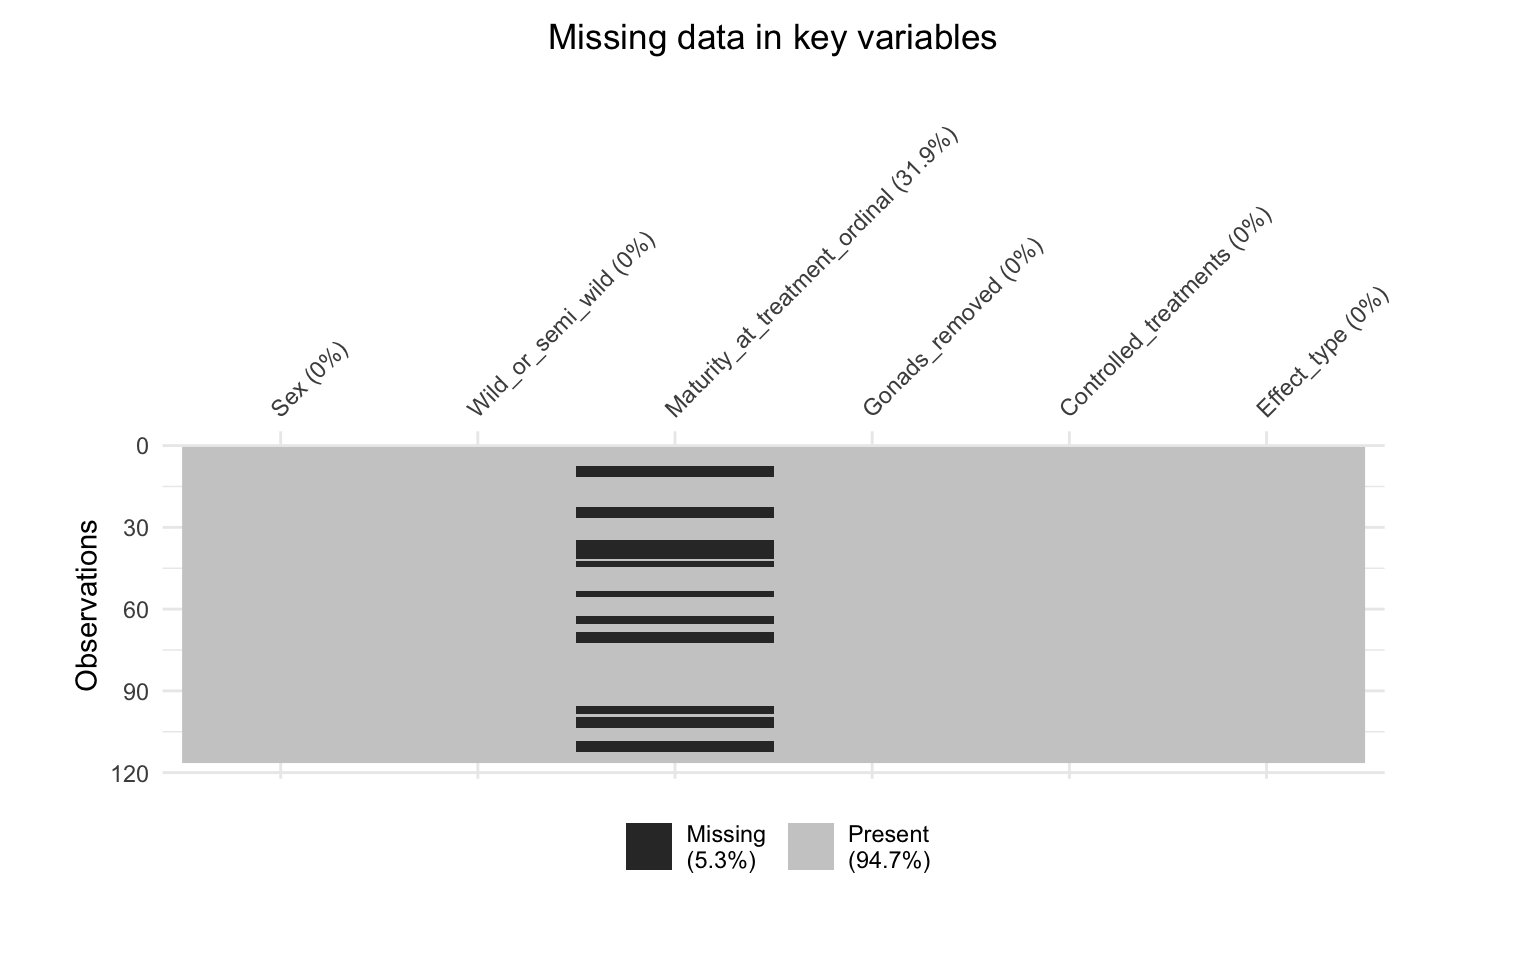 Missing data in key variables
Sex (0%)
Wild_or_semi_wild (0%)
Maturity_at_treatment_ordinal (31.9%)
Gonads_removed (0%)
Controlled_treatments (0%)
Effect_type (0%)
Observations
0
30
60
90
120
Missing
(5.3%)
Present
(94.7%)